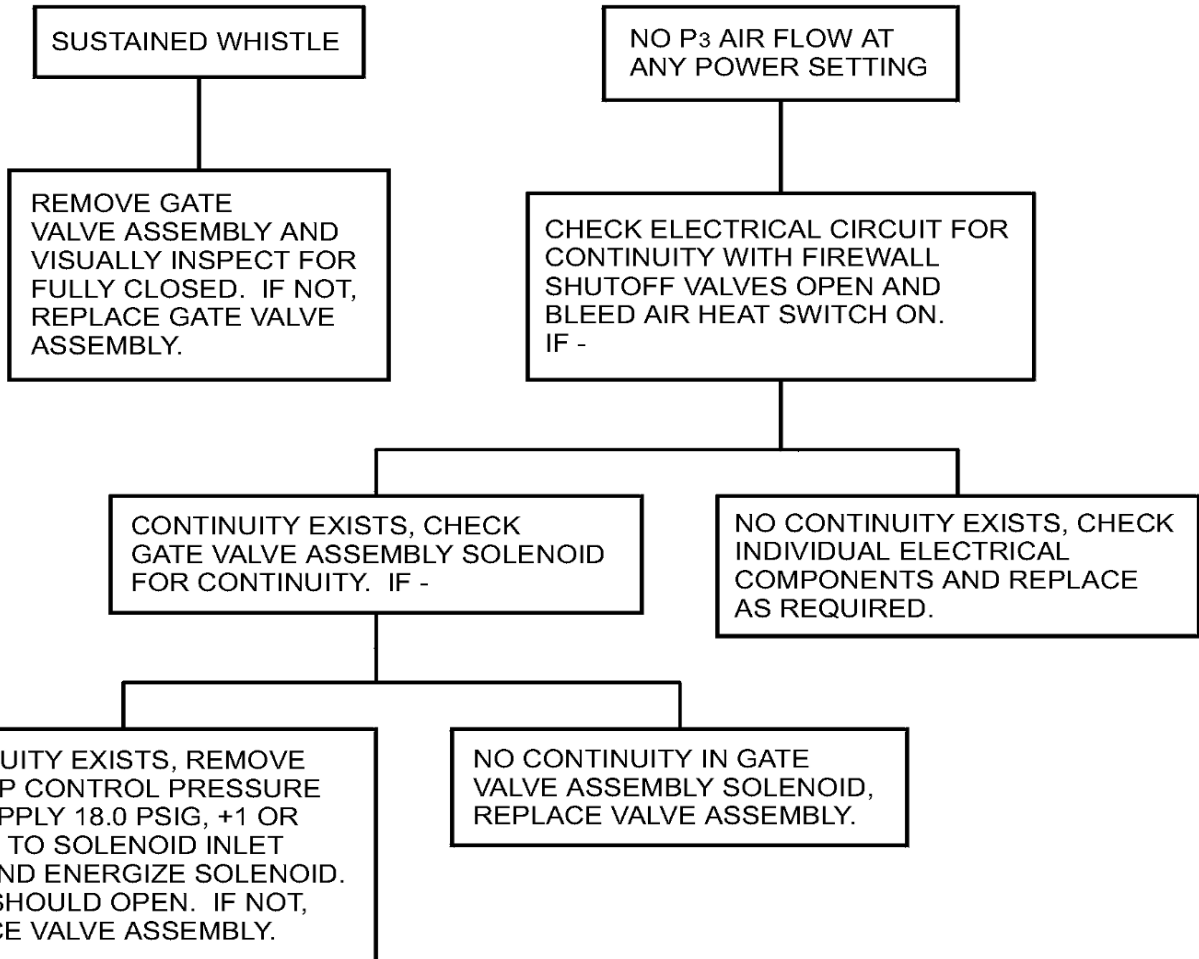 SUSTAINED WHISTLE
NO P3 AIR FLOW AT
ANY POWER SETTING
REMOVE GATE
VALVE ASSEMBLY AND
VISUALLY INSPECT FOR
FULLY CLOSED. IF NOT,
REPLACE GATE VALVE
ASSEMBLY.
CHECK ELECTRICAL CIRCUIT FOR
CONTINUITY WITH FIREWALL
SHUTOFF VALVES OPEN AND
BLEED AIR HEAT SWITCH ON.
IF -
CONTINUITY EXISTS, CHECK
GATE VALVE ASSEMBLY SOLENOID
FOR CONTINUITY. IF -
NO CONTINUITY EXISTS, CHECK
INDIVIDUAL ELECTRICAL
COMPONENTS AND REPLACE
AS REQUIRED.
EXISTS, REMOVE
CONTROL PRESSURE
18.0 PSIG, +1 OR
TO SOLENOID INLET
ENERGIZE SOLENOID.
SHOULD OPEN. IF NOT,
VALVE ASSEMBLY.
NO CONTINUITY IN GATE
VALVE ASSEMBLY SOLENOID,
REPLACE VALVE ASSEMBLY.